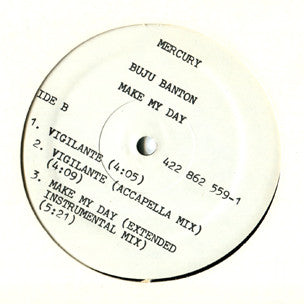 MERCURY
BUJU BANTON
MAKE MY DAY
IDE B
422 862 559-1
1. VIGILANTE (4:05)
2. VIGILANTE (ACCAPELLA MIX)
(4:09)
3. MAKE MY DAY (EXTENDED
INSTRUMENTAL MIX)
(5:21)